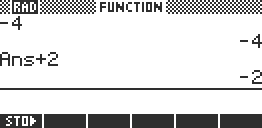 RAD FUNCTION
-4
-4
Ans+2
-2
STO▶